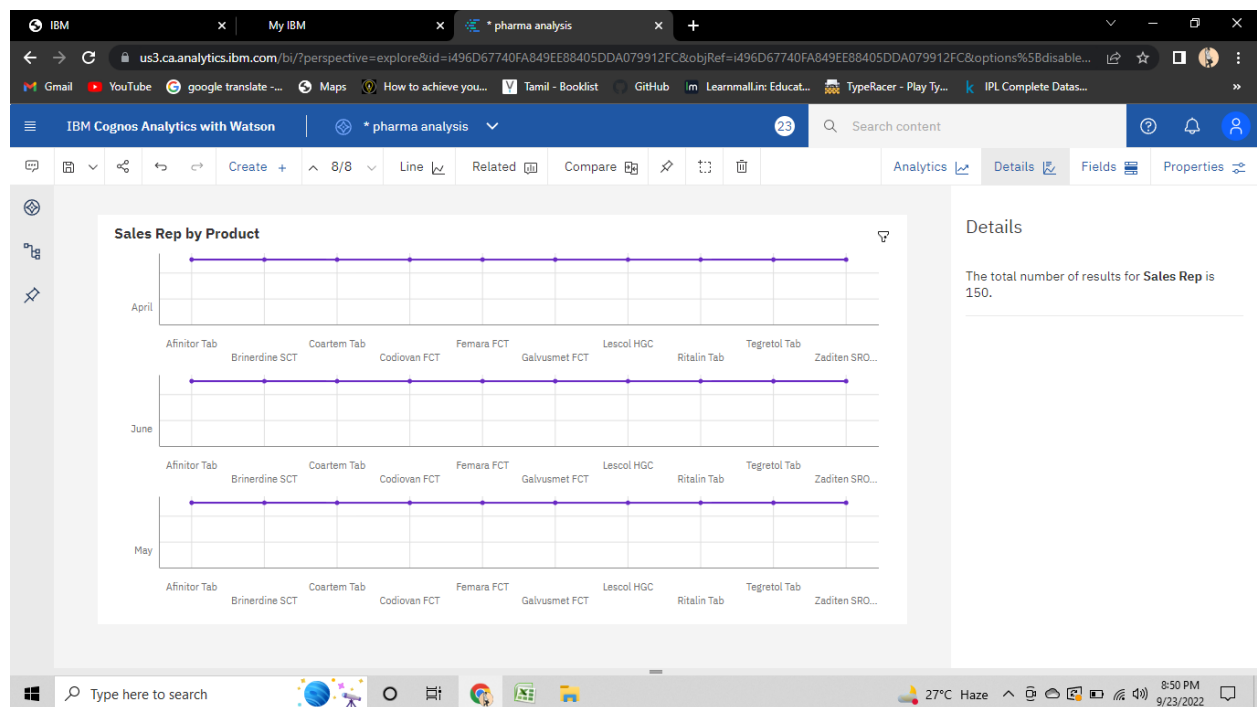 IBM My IBM * pharma analysis
us3.ca.analytics.ibm.com/bi/?perspective=explore&id=i496D67740FA849EE88405DDA079912FC&objRef=i496D67740FA849EE88405DDA079912FC&options%5Bdisable...
Gmail YouTube google translate -... Maps How to achieve you... Tamil - Booklist GitHub Learnmall.in: Educat... TypeRacer - Play Ty... IPL Complete Datas... »
IBM Cognos Analytics with Watson * pharma analysis 23 Search content
Create + 8/8 Line Related Compare Analytics Details Fields Properties
Sales Rep by Product
April
Afinitor Tab Brinerdine SCT Coartem Tab Codiovan FCT Femara FCT Galvusmet FCT Lescol HGC Ritalin Tab Tegretol Tab Zaditen SRO...
June
Afinitor Tab Brinerdine SCT Coartem Tab Codiovan FCT Femara FCT Galvusmet FCT Lescol HGC Ritalin Tab Tegretol Tab Zaditen SRO...
May
Afinitor Tab Brinerdine SCT Coartem Tab Codiovan FCT Femara FCT Galvusmet FCT Lescol HGC Ritalin Tab Tegretol Tab Zaditen SRO...
Details
The total number of results for Sales Rep is
150.
Type here to search 27°C Haze 8:50 PM
9/23/2022